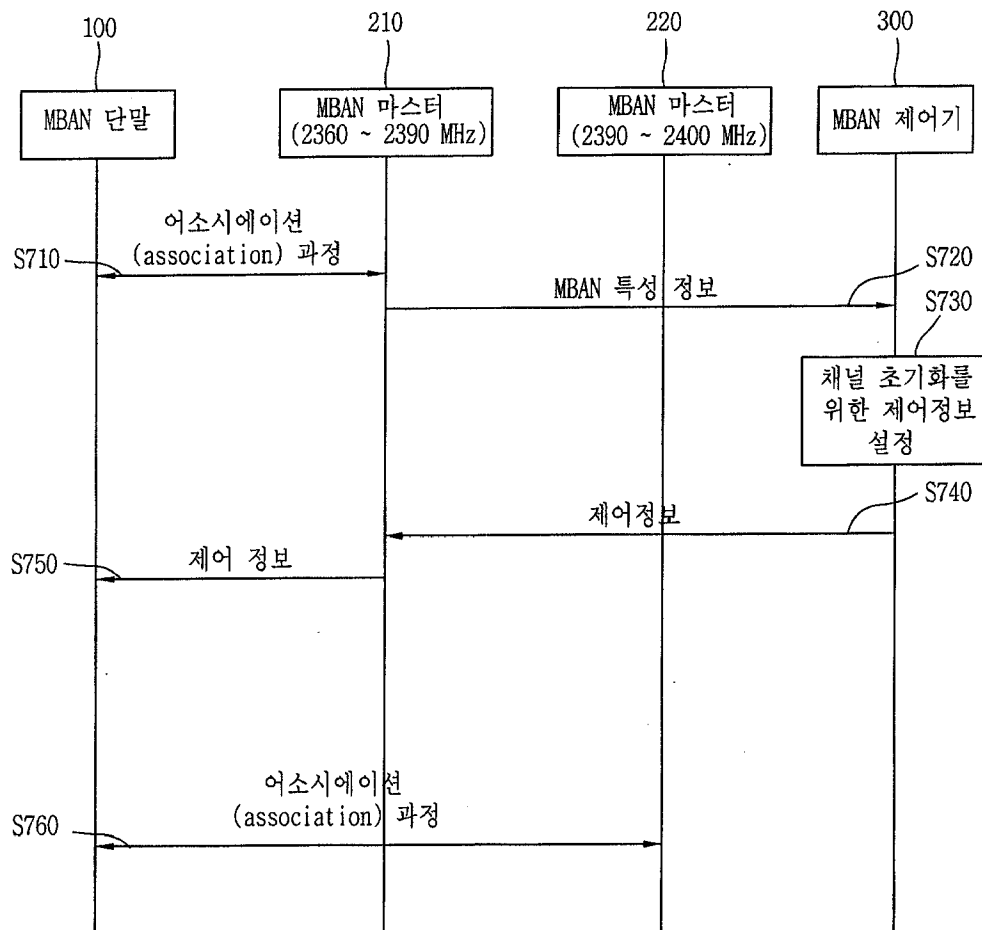 100
210
220
300
MBAN 단말
MBAN 마스터
(2360 ~ 2390 MHz)
MBAN 마스터
(2390 ~ 2400 MHz)
MBAN 제어기
어소시에이션
(association) 과정
S710
MBAN 특성 정보
S720
S730
채널 초기화를
위한 제어정보
설정
S740
제어정보
제어 정보
S750
어소시에이션
(association) 과정
S760